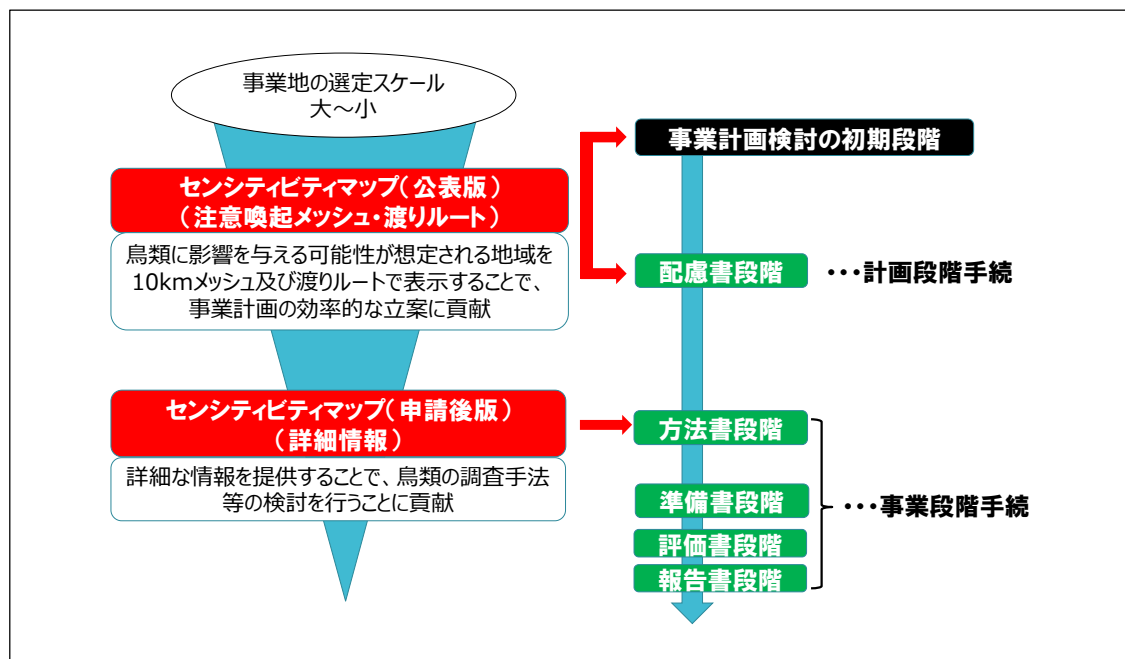 事業地の選定スケール
大～小
センシティビティマップ（公表版）
（注意喚起メッシュ・渡りルート）
鳥類に影響を与える可能性が想定される地域を
10kmメッシュ及び渡りルートで表示することで、
事業計画の効率的な立案に貢献
センシティビティマップ（申請後版）
（詳細情報）
詳細な情報を提供することで、鳥類の調査手法
等の検討を行うことに貢献
事業計画検討の初期段階
配慮書段階
・・・計画段階手続
方法書段階
準備書段階
・・・事業段階手続
評価書段階
報告書段階